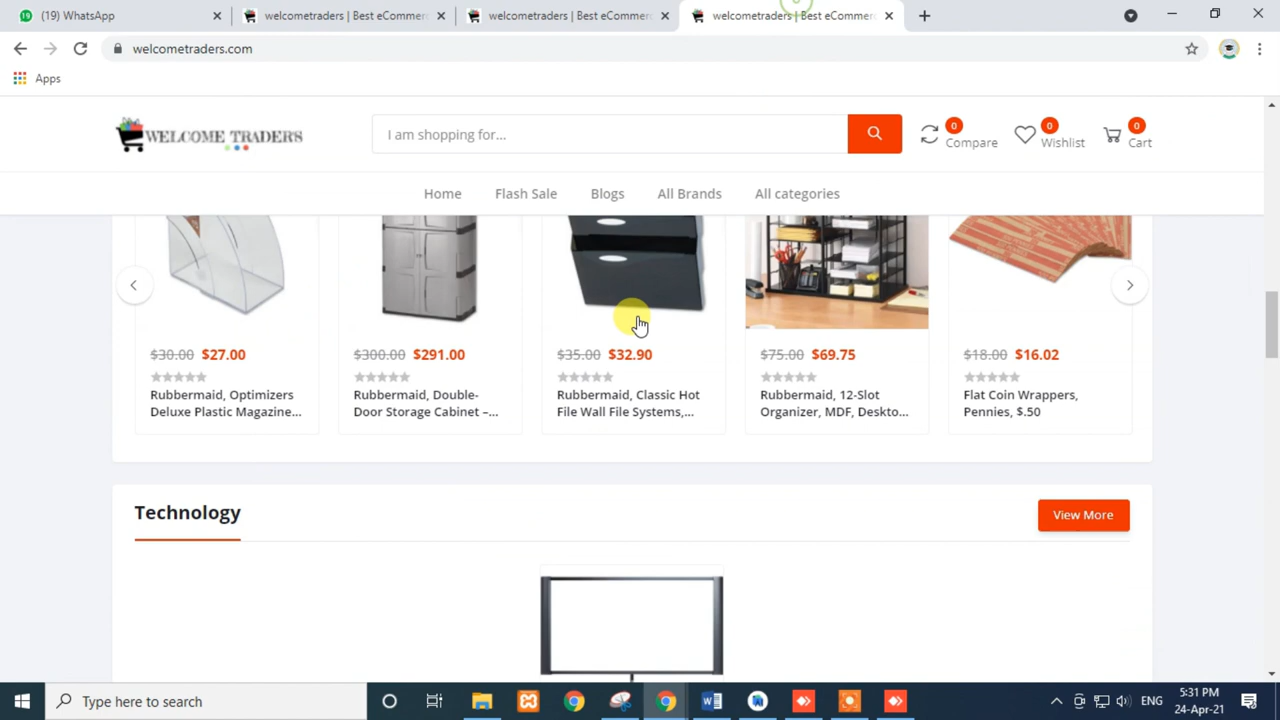 (19) WhatsApp
welcometraders | Best eCommerc
welcometraders | Best eCommerc
welcometraders | Best eCommerc
welcometraders.com
Apps
WELCOME TRADERS
I am shopping for...
0
Compare
0
Wishlist
0
Cart
Home
Flash Sale
Blogs
All Brands
All categories
$30.00 $27.00
Rubbermaid, Optimizers
Deluxe Plastic Magazine...
$300.00 $291.00
Rubbermaid, Double-
Door Storage Cabinet –...
$35.00 $32.90
Rubbermaid, Classic Hot
File Wall File Systems,...
$75.00 $69.75
Rubbermaid, 12-Slot
Organizer, MDF, Deskto...
$18.00 $16.02
Flat Coin Wrappers,
Pennies, $.50
Technology
View More
Type here to search
ENG
5:31 PM
24-Apr-21